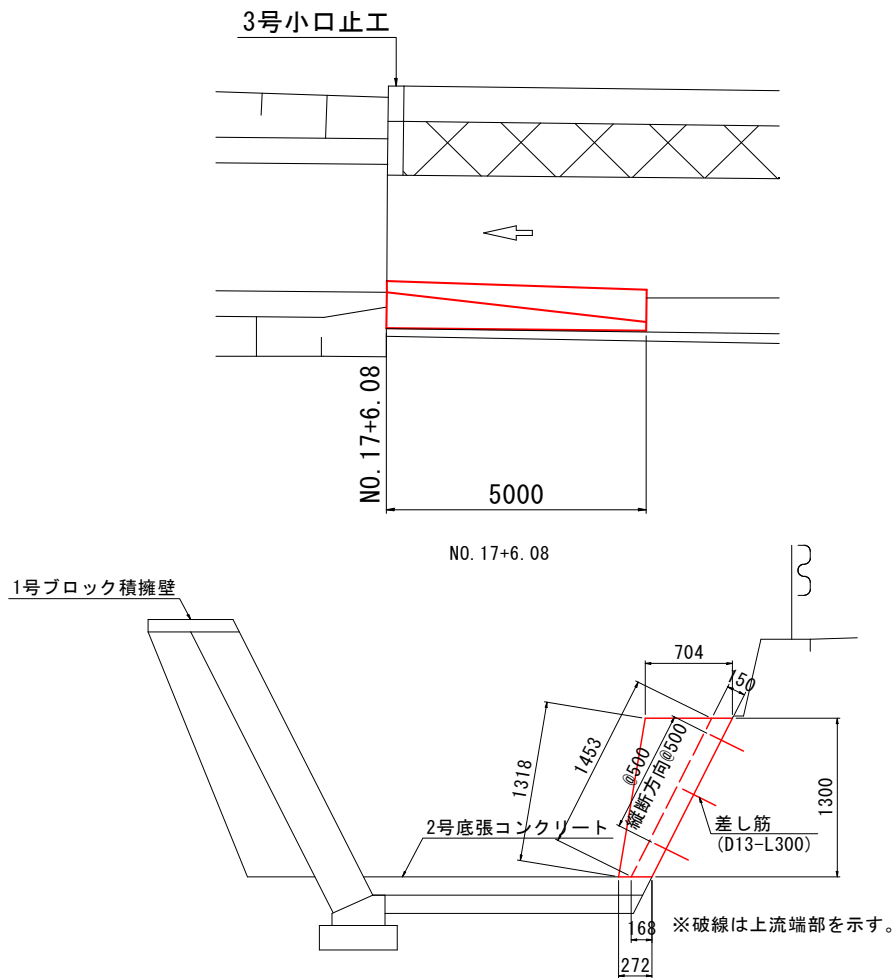 3号小口止工
NO.17+6.08
5000
NO.17+6.08
1号ブロック積擁壁
704
150
1453
1318
@500
縦断方向@500
1300
2号底張コンクリート
差し筋
(D13-L300)
168
※破線は上流端部を示す。
272